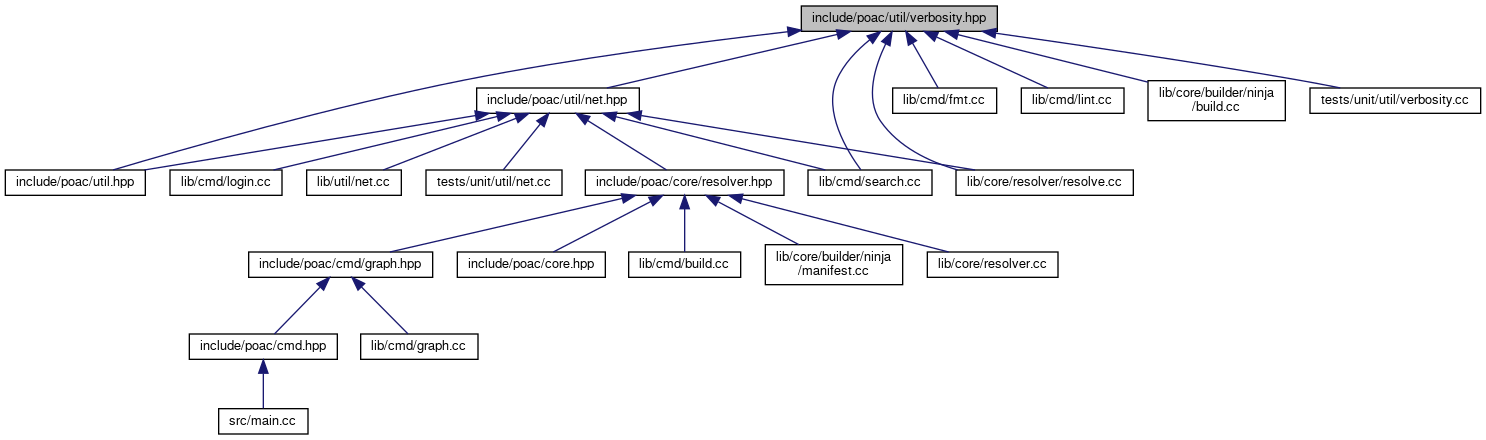 include/poac/util/verbosity.hpp
include/poac/util/net.hpp
lib/cmd/fmt.cc
lib/cmd/lint.cc
lib/core/builder/ninja
/build.cc
tests/unit/util/verbosity.cc
include/poac/util.hpp
lib/cmd/login.cc
lib/util/net.cc
tests/unit/util/net.cc
include/poac/core/resolver.hpp
lib/cmd/search.cc
lib/core/resolver/resolve.cc
include/poac/cmd/graph.hpp
include/poac/core.hpp
lib/cmd/build.cc
lib/core/builder/ninja
/manifest.cc
lib/core/resolver.cc
include/poac/cmd.hpp
lib/cmd/graph.cc
src/main.cc